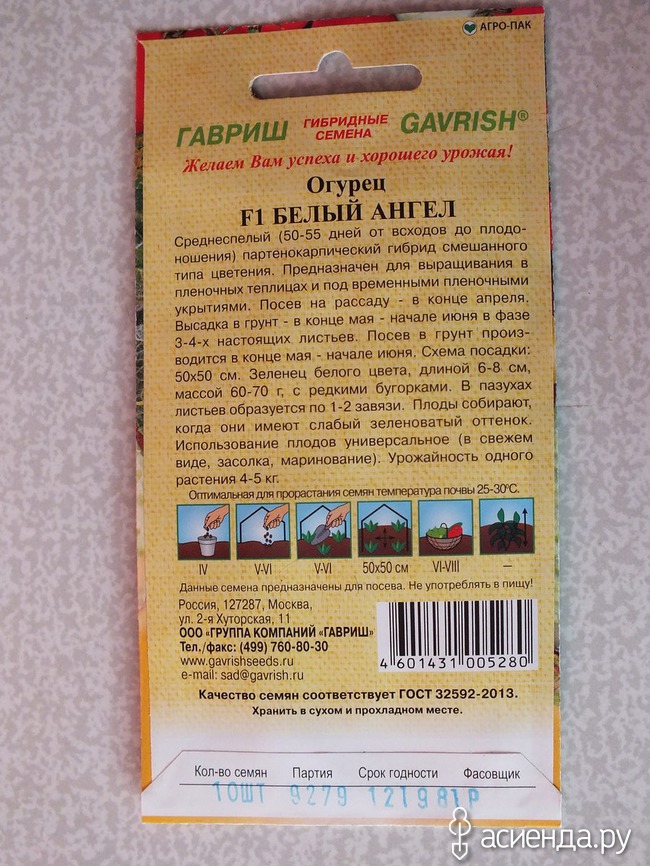 АГРО-ПАК
ГАВРИШ ГИБРИДНЫЕ СЕМЕНА GAVRISH®
Желаем Вам успеха и хорошего урожая!
Огурец
F1 БЕЛЫЙ АНГЕЛ
Среднеспелый (50-55 дней от всходов до плодо-
ношения) партенокарпический гибрид смешанного
типа цветения. Предназначен для выращивания в
пленочных теплицах и под временными пленочными
укрытиями. Посев на рассаду - в конце апреля.
Высадка в грунт - в конце мая - начале июня в фазе
3-4-х настоящих листьев. Посев в грунт произ-
водится в конце мая - начале июня. Схема посадки:
50х50 см. Зеленец белого цвета, длиной 6-8 см,
массой 60-70 г, с редкими бугорками. В пазухах
листьев образуется по 1-2 завязи. Плоды собирают,
когда они имеют слабый зеленоватый оттенок.
Использование плодов универсальное (в свежем
виде, засолка, маринование). Урожайность одного
растения 4-5 кг.
Оптимальная для прорастания семян температура почвы 25-30°С.
IV V-VI V-VI 50х50 см VI-VIII –
Данные семена предназначены для посева. Не употреблять в пищу!
Россия, 127287, Москва,
ул. 2-я Хуторская, 11
ООО «ГРУППА КОМПАНИЙ «ГАВРИШ»
Тел./факс: (499) 760-80-30
www.gavrishseeds.ru
e-mail: sad@gavrish.ru
4 601431 005280
Качество семян соответствует ГОСТ 32592-2013.
Хранить в сухом и прохладном месте.
Кол-во семян Партия Срок годности Фасовщик
10ШТ 9279 121981Р
асиенда.ру